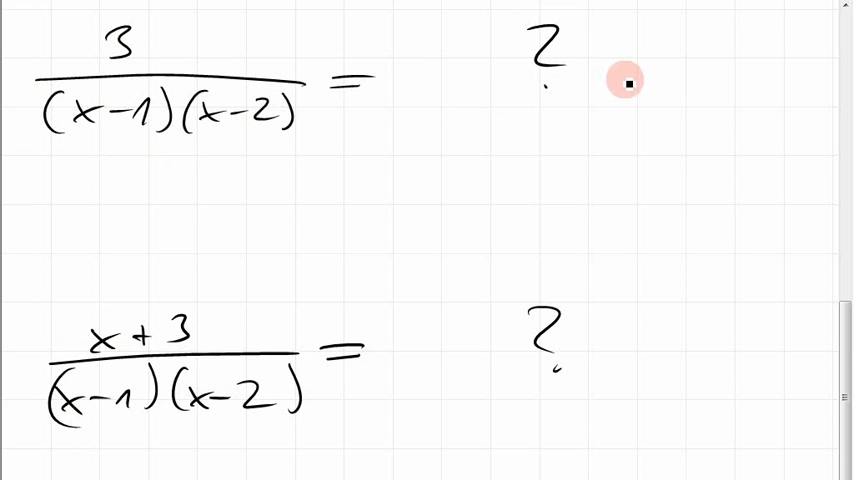 3
(x-1)(x-2)
= ?
x + 3
(x-1)(x-2)
= ?